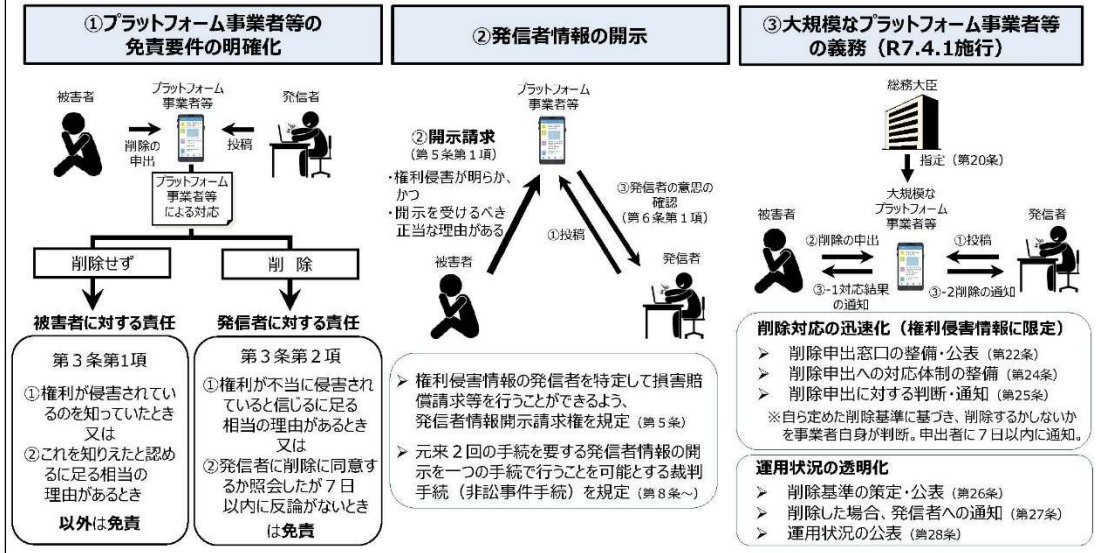 ①プラットフォーム事業者等の
免責要件の明確化
被害者
プラットフォーム
事業者等
発信者
削除の
申出
投稿
プラットフォーム
事業者等
による対応
削除せず
削 除
被害者に対する責任
発信者に対する責任
第3条第1項
①権利が侵害されてい
るのを知っていたとき
又は
②これを知りえたと認め
るに足る相当の
理由があるとき
以外は免責
第3条第2項
①権利が不当に侵害され
ていると信じるに足る
相当の理由があるとき
又は
②発信者に削除に同意す
るか照会したが7日
以内に反論がないとき
は免責
②発信者情報の開示
プラットフォーム
事業者等
②開示請求
(第5条第1項)
・権利侵害が明らか、
かつ
・開示を受けるべき
正当な理由がある
③発信者の意思の
確認
(第6条第1項)
①投稿
被害者
発信者
➢ 権利侵害情報の発信者を特定して損害賠
償請求等を行うことができるよう、
発信者情報開示請求権を規定(第5条)
➢ 元来2回の手続を要する発信者情報の開
示を一つの手続で行うことを可能とする裁判
手続(非訟事件手続)を規定(第8条~)
③大規模なプラットフォーム事業者等
の義務(R7.4.1施行)
総務大臣
指定(第20条)
大規模な
プラットフォーム
事業者等
被害者
発信者
②削除の申出
①投稿
③-1対応結果
の通知
③-2削除の通知
削除対応の迅速化(権利侵害情報に限定)
➢ 削除申出窓口の整備・公表(第22条)
➢ 削除申出への対応体制の整備(第24条)
➢ 削除申出に対する判断・通知(第25条)
※自ら定めた削除基準に基づき、削除するかしないか
を事業者自身が判断。申出者に7日以内に通知。
運用状況の透明化
➢ 削除基準の策定・公表(第26条)
➢ 削除した場合、発信者への通知(第27条)
➢ 運用状況の公表(第28条)